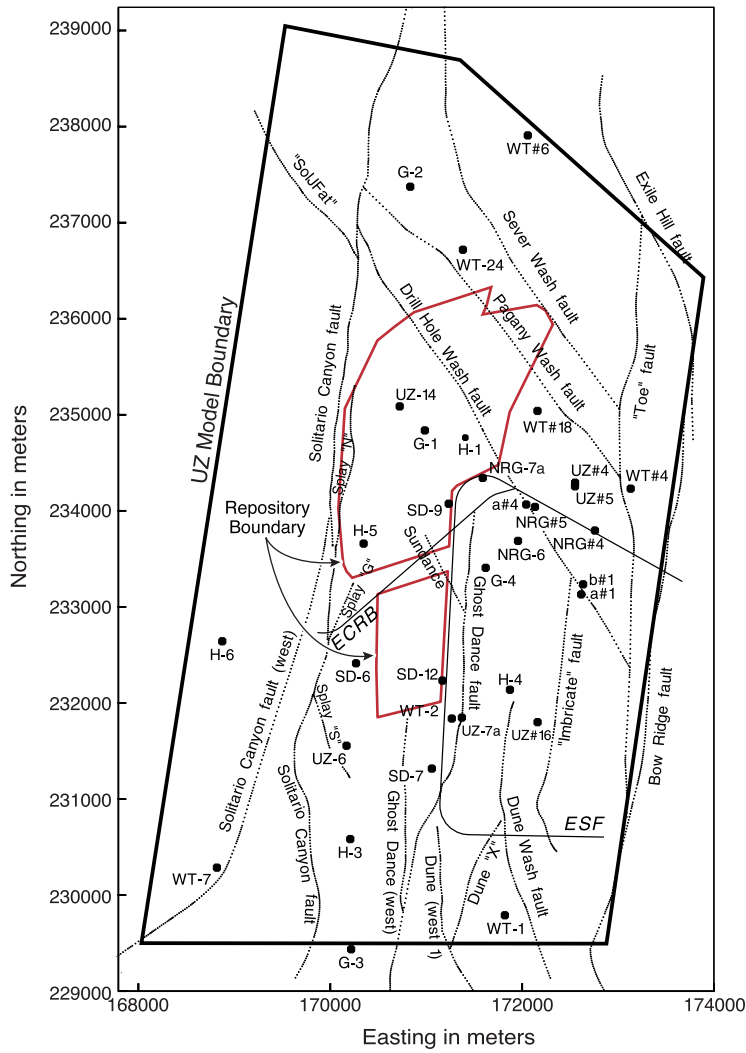 239000
238000
237000
236000
235000
234000
233000
232000
231000
230000
229000
Northing in meters
168000
170000
172000
174000
Easting in meters
UZ Model Boundary
"SolJFat"
G-2
WT#6
WT-24
Exile Hill fault
Sever Wash fault
Pagany Wash fault
Drill Hole Wash fault
Solitario Canyon fault
"Toe" fault
UZ-14
G-1
H-1
WT#18
Splay "N"
NRG-7a
UZ#4
UZ#5
WT#4
Repository
Boundary
SD-9
a#4
NRG#5
NRG#4
H-5
NRG-6
Sundance
G-4
b#1
a#1
Splay "G"
ECRB
Ghost Dance fault
H-6
SD-6
SD-12
H-4
WT-2
UZ-7a
UZ#16
"Imbricate" fault
Bow Ridge fault
Solitario Canyon fault (west)
Splay "S"
UZ-6
SD-7
Solitario Canyon fault
Ghost Dance(west)
ESF
H-3
WT-7
Dune (west 1)
Dune "X"
Dune Wash fault
WT-1
G-3